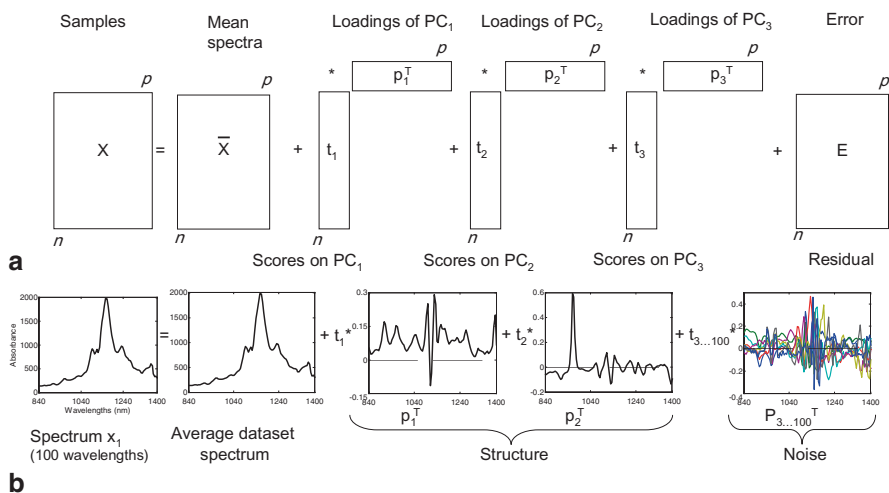 Samples
Mean spectra
Loadings of PC₁
Loadings of PC₂
Loadings of PC₃
Error
p p p p p p
* * *
p₁ᵀ p₂ᵀ p₃ᵀ
X = X̄ + t₁ + t₂ + t₃ + E
n n n
a
Scores on PC₁ Scores on PC₂ Scores on PC₃ Residual
Absorbance
2000
1500
1000
500
0
840 1040 1240 1400
Wavelengths (nm)
=
2000
1500
1000
500
0
840 1040 1240 1400
+ t₁*
0.3
0.15
0
-0.15
840 1040 1240 1400
+ t₂*
0.6
0.4
0.2
0
0.2
840 1040 1240 1400
+ t₃...₁₀₀*
0.4
0.2
0
-0.2
-0.4
840 1040 1240 1400
p₁ᵀ p₂ᵀ P₃...₁₀₀ᵀ
Spectrum x₁
(100 wavelengths)
Average dataset
spectrum
Structure
Noise
b